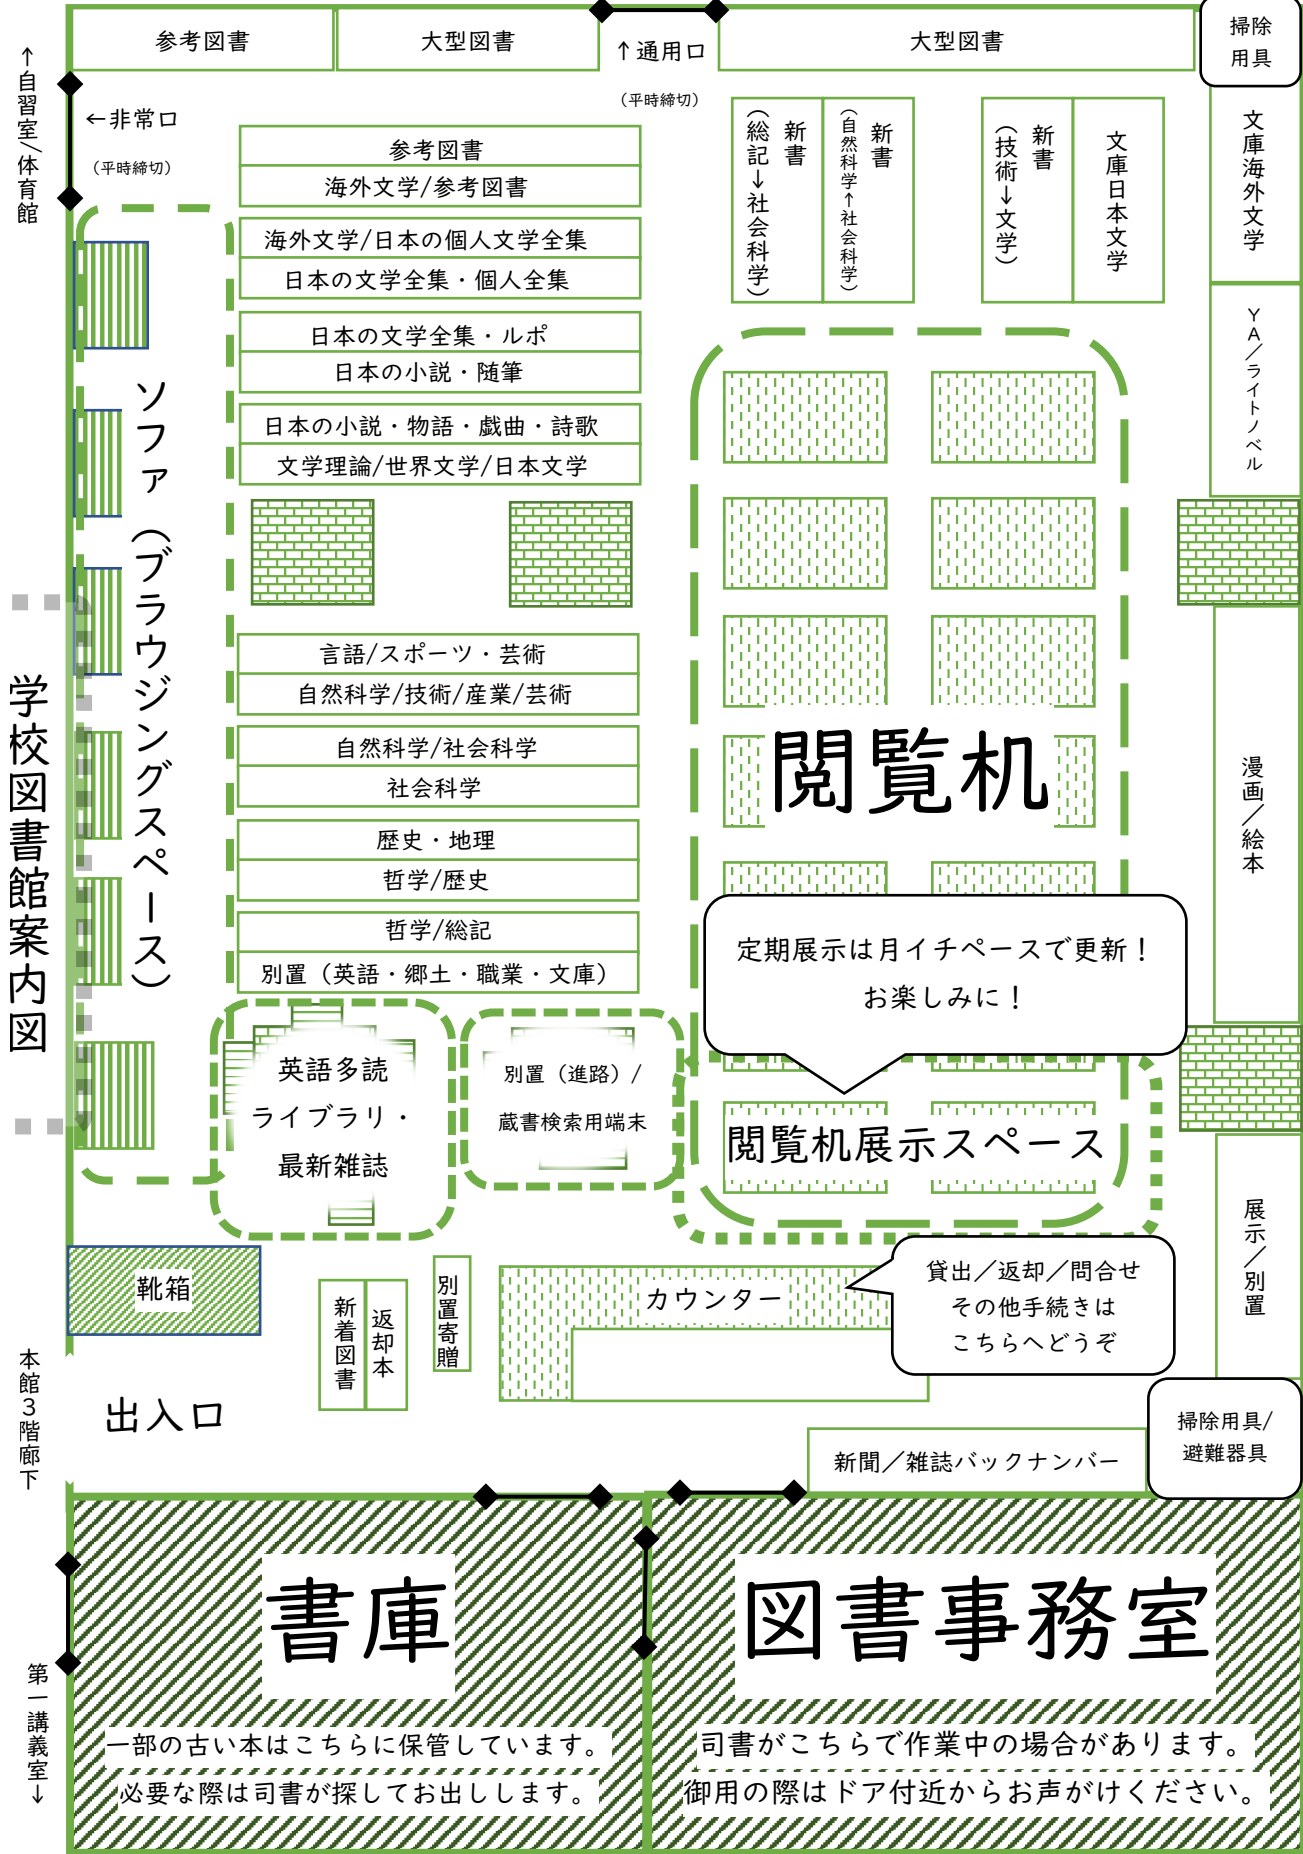 参考図書
大型図書
↑通用口
（平時締切）
大型図書
掃除
用具
↑自習室/体育館
←非常口
（平時締切）
参考図書
海外文学/参考図書
海外文学/日本の個人文学全集
日本の文学全集・個人全集
日本の文学全集・ルポ
日本の小説・随筆
日本の小説・物語・戯曲・詩歌
文学理論/世界文学/日本文学
新書
（総記→社会科学）
新書
（自然科学←社会科学）
新書
（技術→文学）
文庫日本文学
文庫海外文学
ＹＡ／ライトノベル
ソファ（ブラウジングスペース）
学校図書館案内図
言語/スポーツ・芸術
自然科学/技術/産業/芸術
自然科学/社会科学
社会科学
歴史・地理
哲学/歴史
哲学/総記
別置（英語・郷土・職業・文庫）
閲覧机
漫画／絵本
定期展示は月イチペースで更新！
お楽しみに！
英語多読
ライブラリ・
最新雑誌
別置（進路）/
蔵書検索用端末
閲覧机展示スペース
展示／別置
靴箱
新着図書
返却本
別置寄贈
カウンター
貸出／返却／問合せ
その他手続きは
こちらへどうぞ
本館３階廊下
出入口
新聞／雑誌バックナンバー
掃除用具/
避難器具
書庫
一部の古い本はこちらに保管しています。
必要な際は司書が探してお出しします。
図書事務室
司書がこちらで作業中の場合があります。
御用の際はドア付近からお声がけください。
第一講義室→